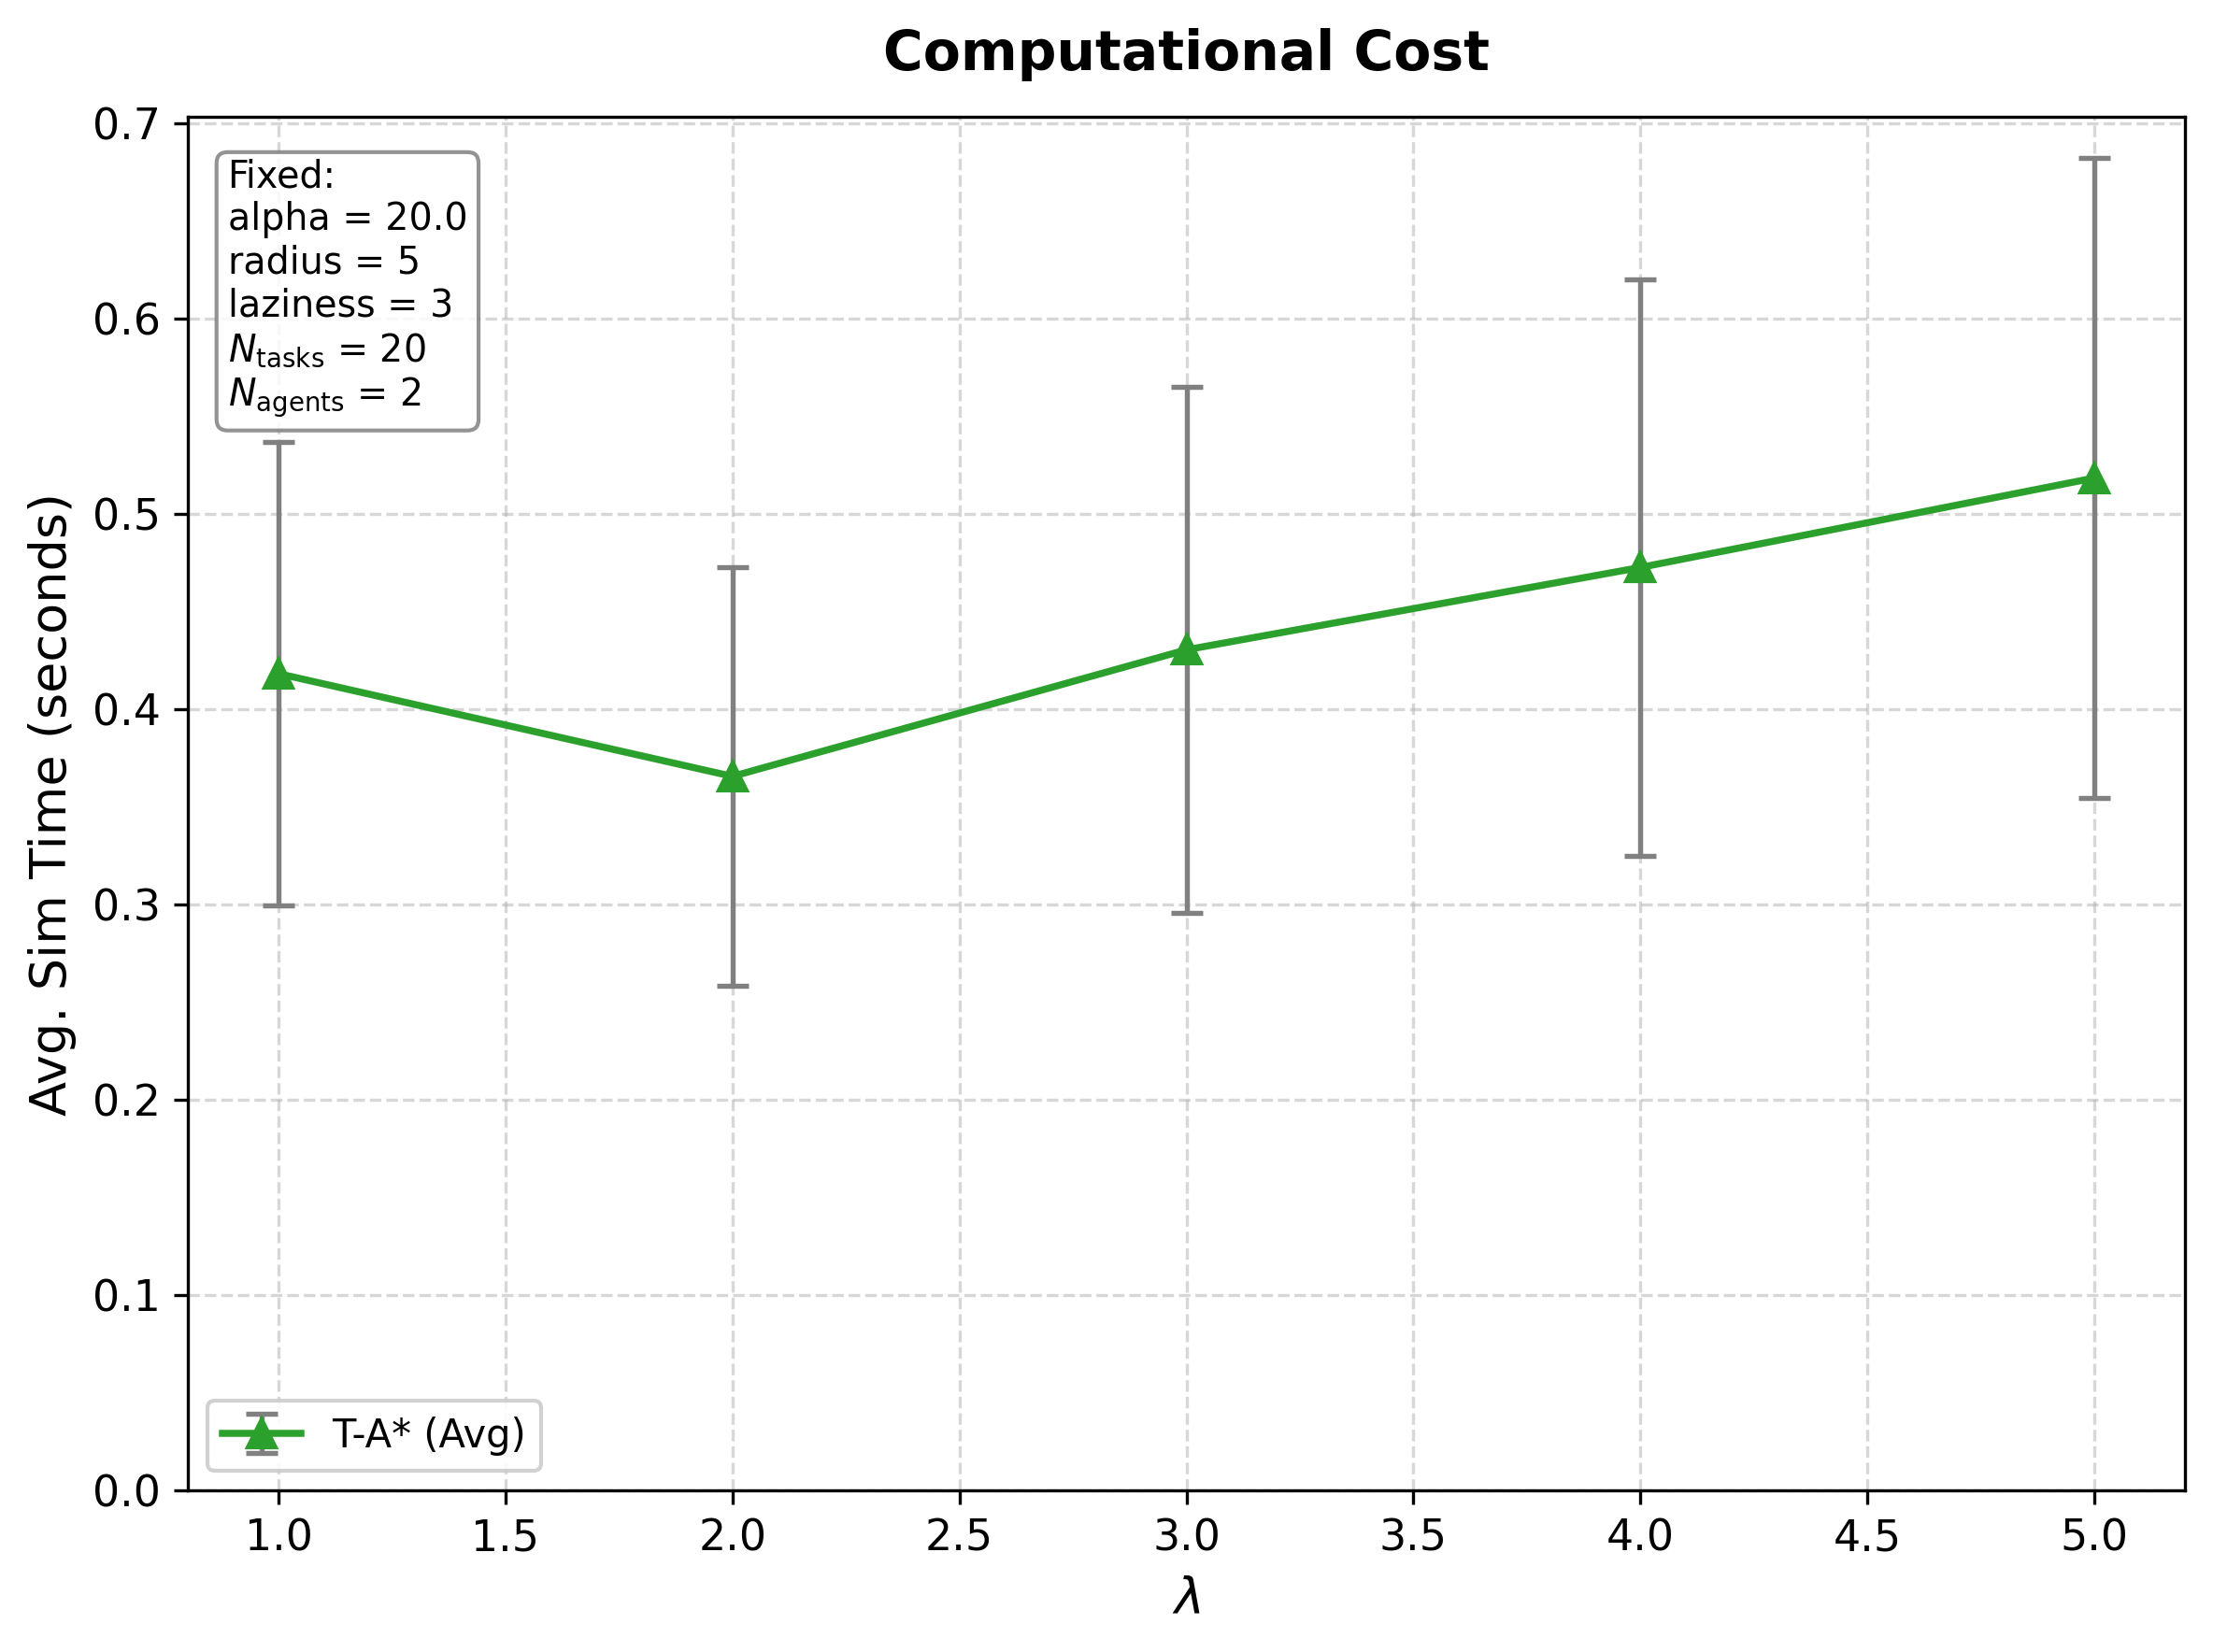 Computational Cost
0.7
0.6
0.5
0.4
0.3
0.2
0.1
0.0
Avg. Sim Time (seconds)
Fixed:
alpha = 20.0
radius = 5
laziness = 3
N_tasks = 20
N_agents = 2
T-A* (Avg)
1.0 1.5 2.0 2.5 3.0 3.5 4.0 4.5 5.0
λ